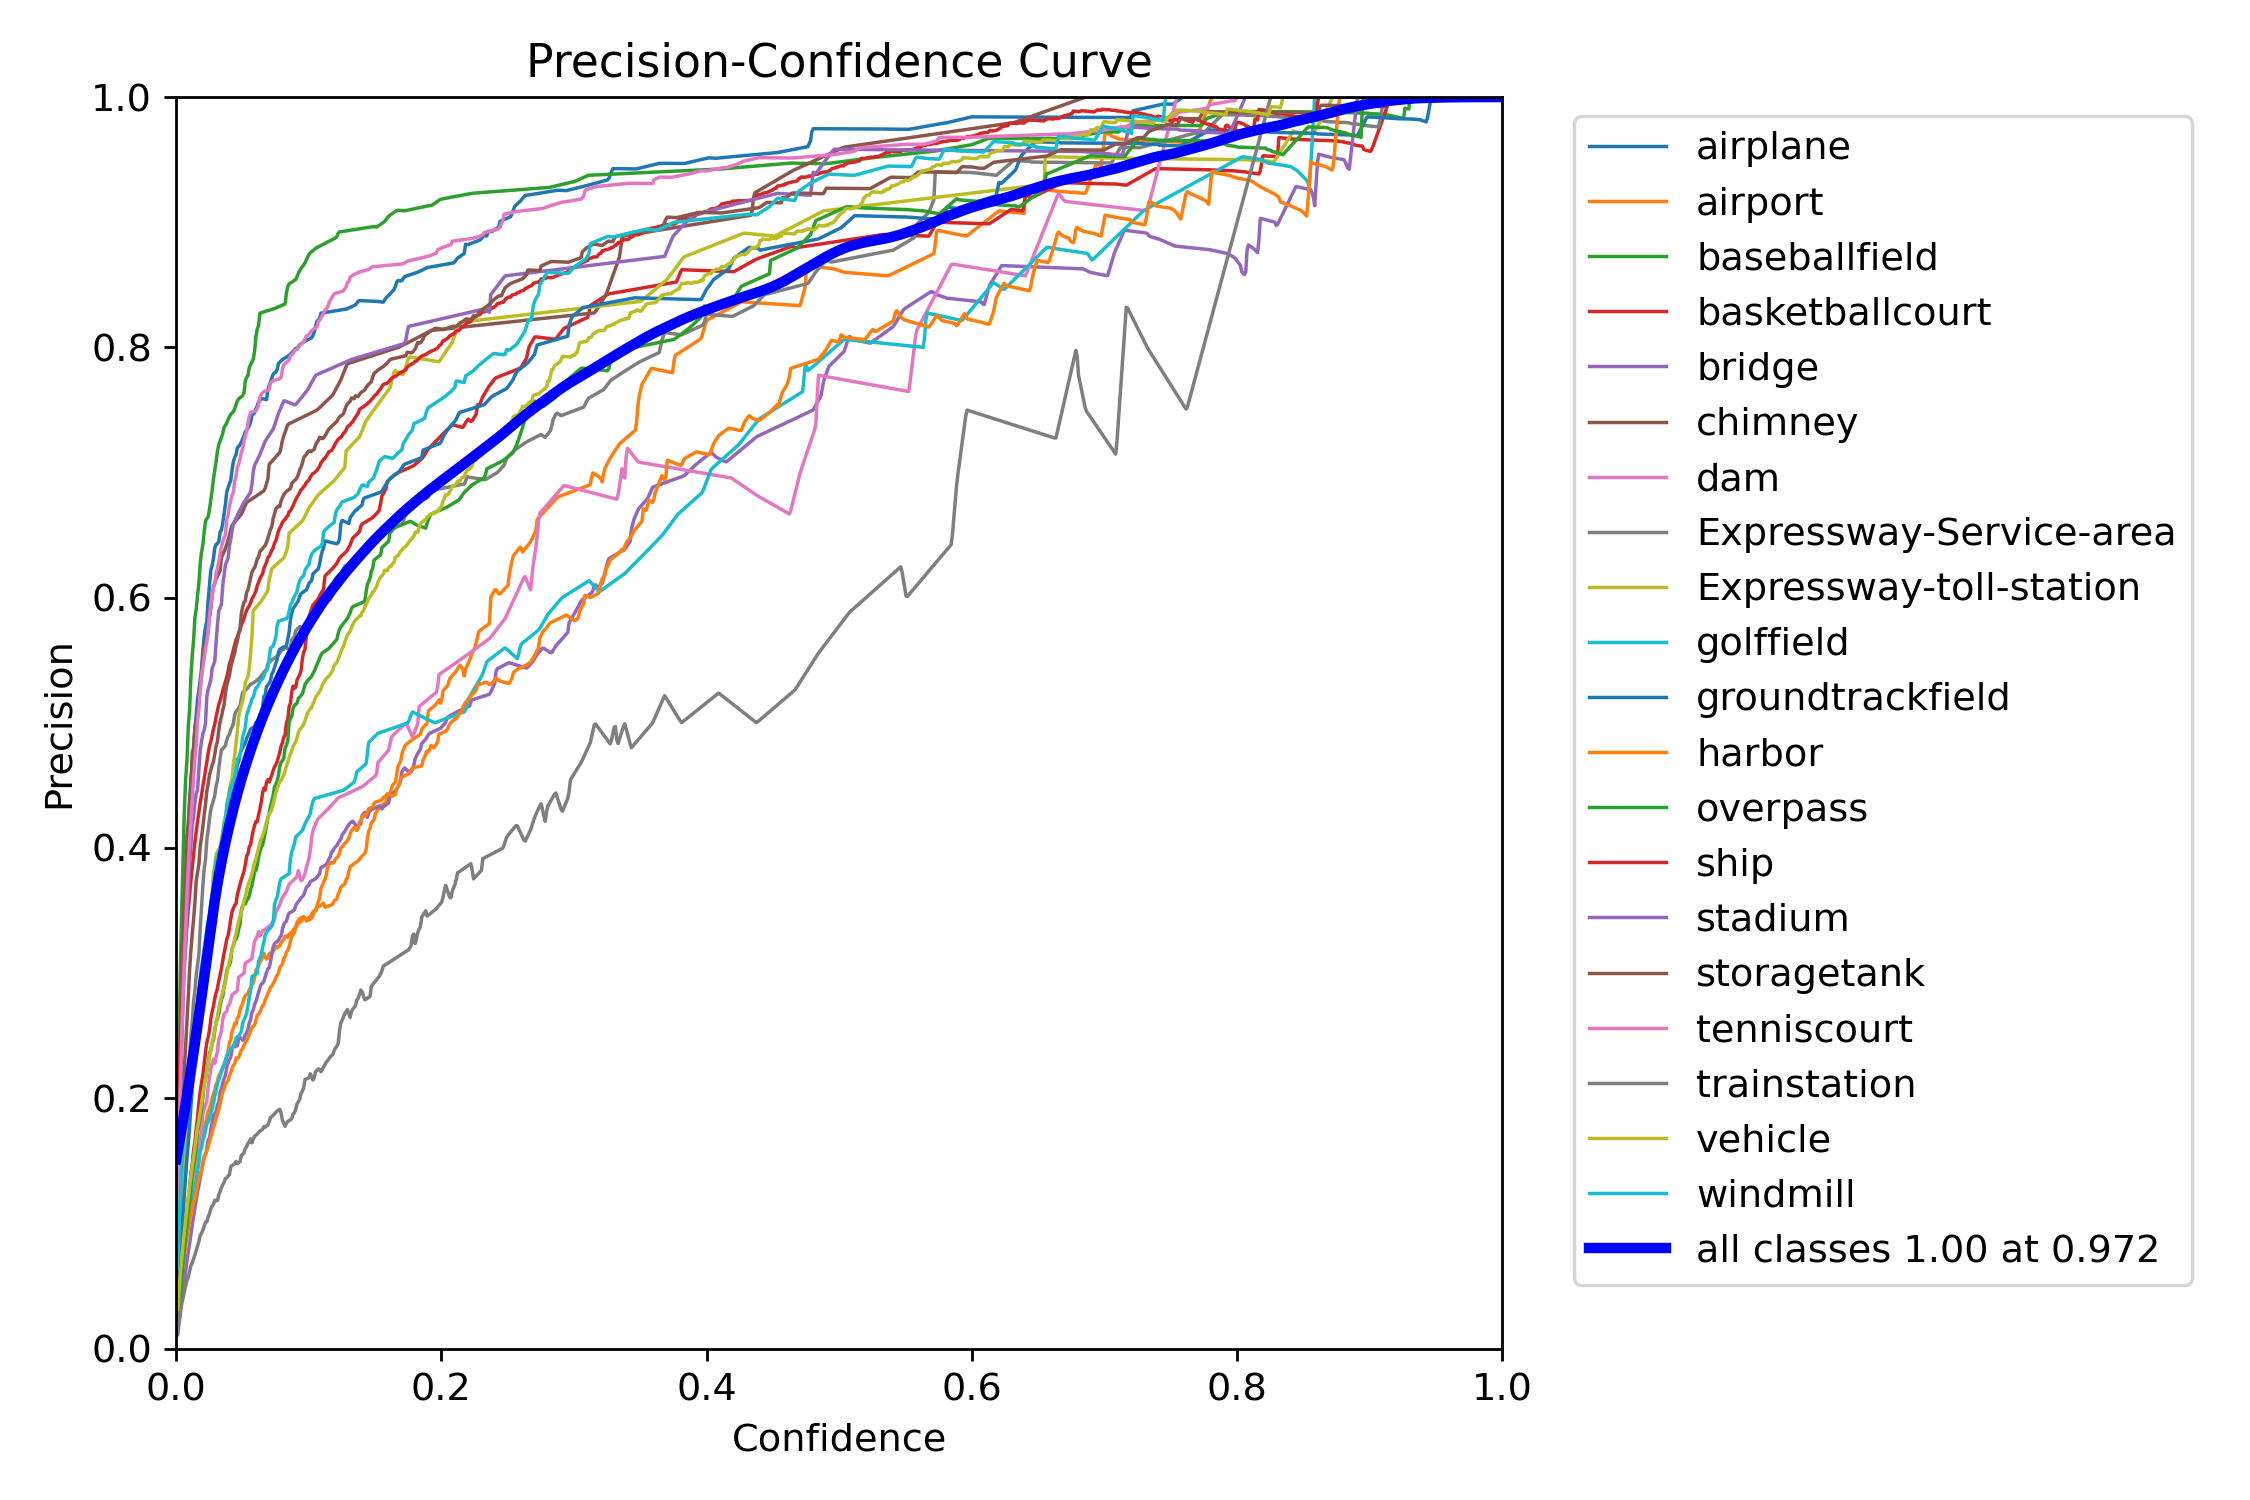 Precision-Confidence Curve
1.0
0.8
0.6
0.4
0.2
0.0
Precision
0.0 0.2 0.4 0.6 0.8 1.0
Confidence
airplane
airport
baseballfield
basketballcourt
bridge
chimney
dam
Expressway-Service-area
Expressway-toll-station
golffield
groundtrackfield
harbor
overpass
ship
stadium
storagetank
tenniscourt
trainstation
vehicle
windmill
all classes 1.00 at 0.972